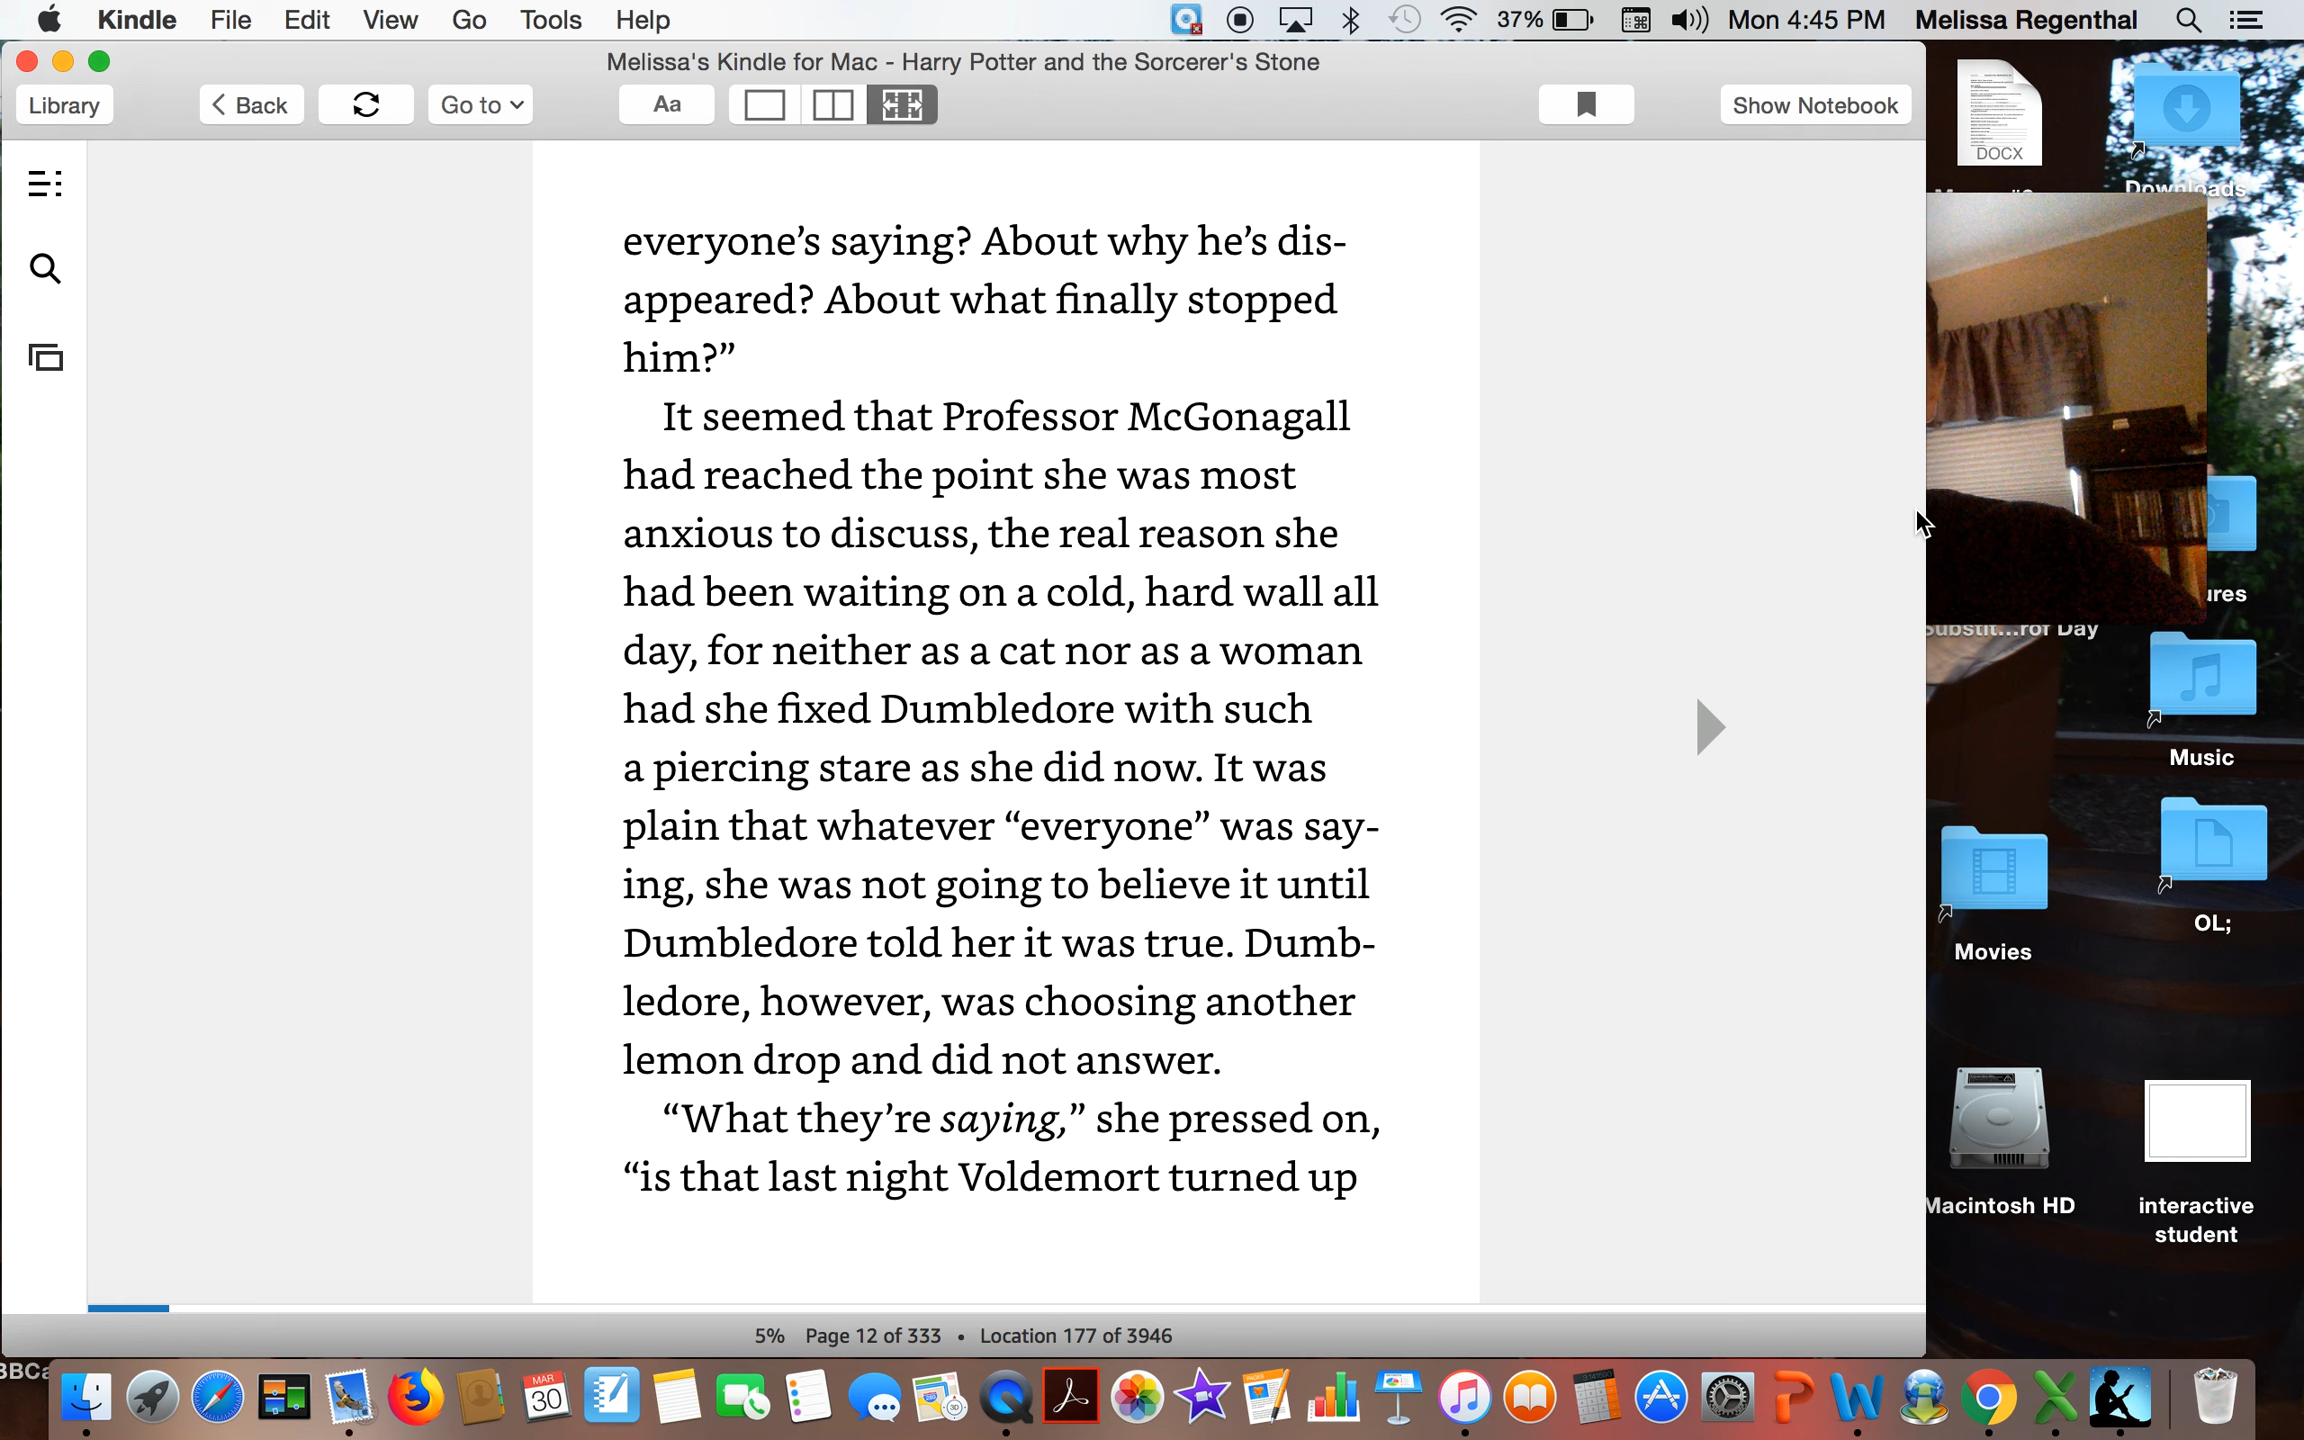 Kindle File Edit View Go Tools Help 37% Mon 4:45 PM Melissa Regenthal
Melissa's Kindle for Mac - Harry Potter and the Sorcerer's Stone
Library Back Go to Aa Show Notebook
everyone’s saying? About why he’s dis-
appeared? About what finally stopped
him?”
It seemed that Professor McGonagall
had reached the point she was most
anxious to discuss, the real reason she
had been waiting on a cold, hard wall all
day, for neither as a cat nor as a woman
had she fixed Dumbledore with such
a piercing stare as she did now. It was
plain that whatever “everyone” was say-
ing, she was not going to believe it until
Dumbledore told her it was true. Dumb-
ledore, however, was choosing another
lemon drop and did not answer.
“What they’re saying,” she pressed on,
“is that last night Voldemort turned up
5% Page 12 of 333 • Location 177 of 3946
DOCX
Downloads
ures
Substit...rof Day
Music
OL;
Movies
Macintosh HD
interactive
student
MAR
30